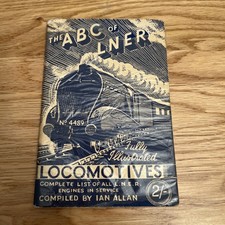 THE ABC OF
L.N.E.R.
No 4489
Fully
Illustrated
LOCOMOTIVES
COMPLETE LIST OF ALL L.N.E.R.
ENGINES IN SERVICE
COMPILED BY IAN ALLAN
2/-